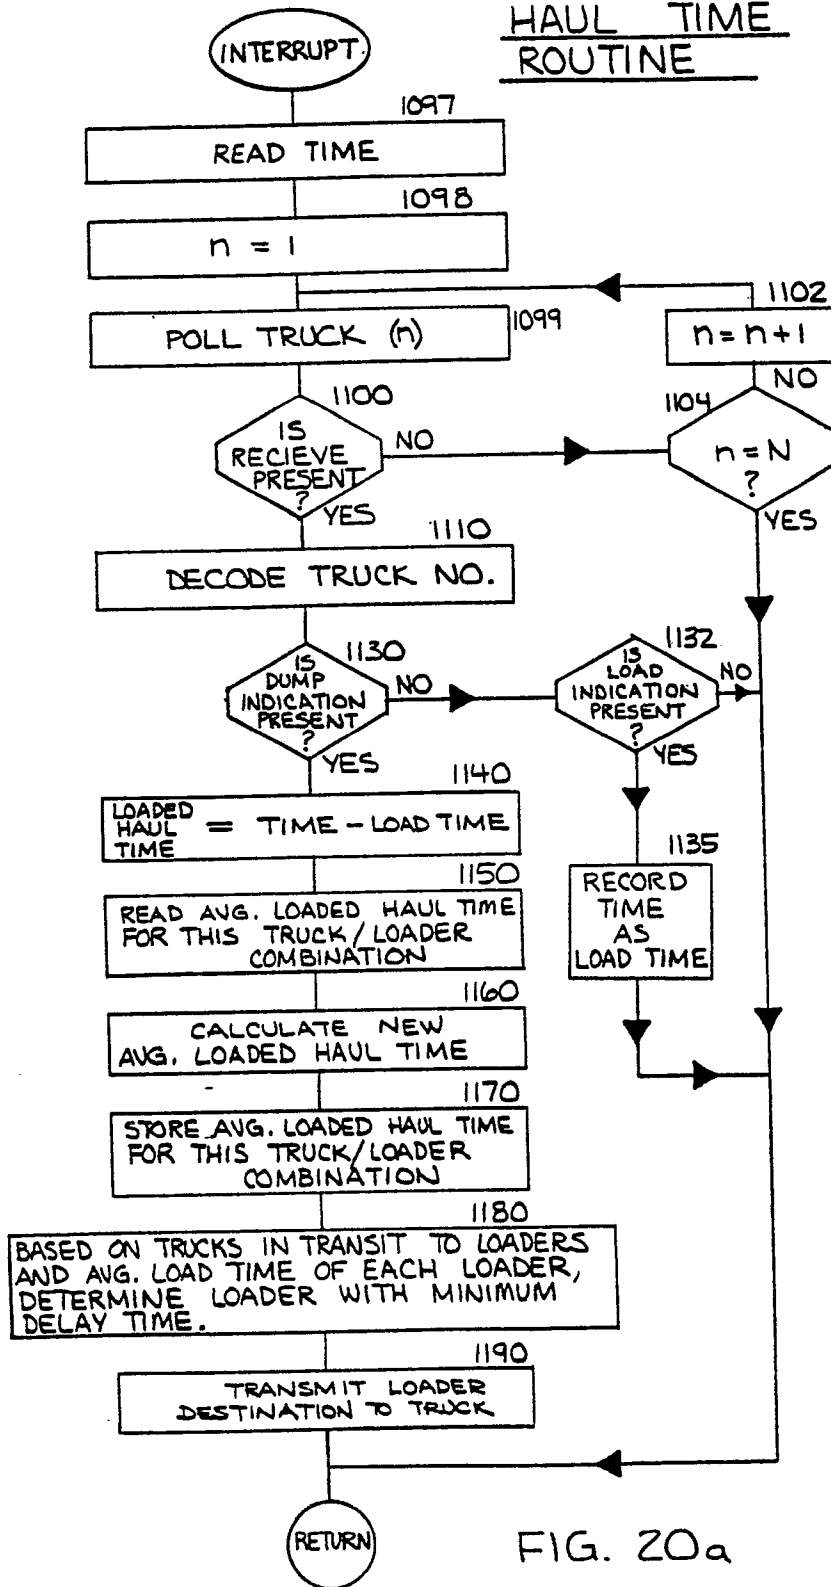 HAUL TIME
ROUTINE
INTERRUPT
1097
READ TIME
1098
n = 1
1102
POLL TRUCK (n)
1099
n = n + 1
NO
1100
1104
IS
RECIEVE
PRESENT
?
NO
YES
n = N
?
YES
1110
DECODE TRUCK NO.
1130
IS
DUMP
INDICATION
PRESENT
?
NO
YES
1132
IS
LOAD
INDICATION
PRESENT
?
NO
YES
1140
LOADED
HAUL
TIME
= TIME - LOAD TIME
1135
RECORD
TIME
AS
LOAD TIME
1150
READ AVG. LOADED HAUL TIME
FOR THIS TRUCK/LOADER
COMBINATION
1160
CALCULATE NEW
AVG. LOADED HAUL TIME
1170
STORE AVG. LOADED HAUL TIME
FOR THIS TRUCK/LOADER
COMBINATION
1180
BASED ON TRUCKS IN TRANSIT TO LOADERS
AND AVG. LOAD TIME OF EACH LOADER,
DETERMINE LOADER WITH MINIMUM
DELAY TIME.
1190
TRANSMIT LOADER
DESTINATION TO TRUCK
RETURN
FIG. 20a